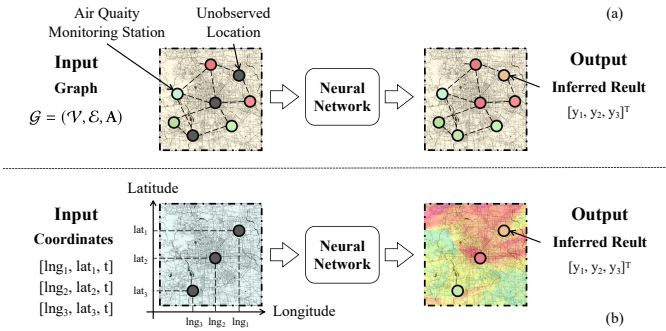 Air Quaity
Monitoring Station
Unobserved
Location
(a)
Input
Graph
𝒢 = (𝒱, ℰ, A)
Neural
Network
Output
Inferred Reult
[y₁, y₂, y₃]ᵀ
Latitude
Input
Coordinates
[lng₁, lat₁, t]
[lng₂, lat₂, t]
[lng₃, lat₃, t]
lat₁
lat₂
lat₃
lng₃ lng₂ lng₁
Longitude
Neural
Network
Output
Inferred Reult
[y₁, y₂, y₃]ᵀ
(b)